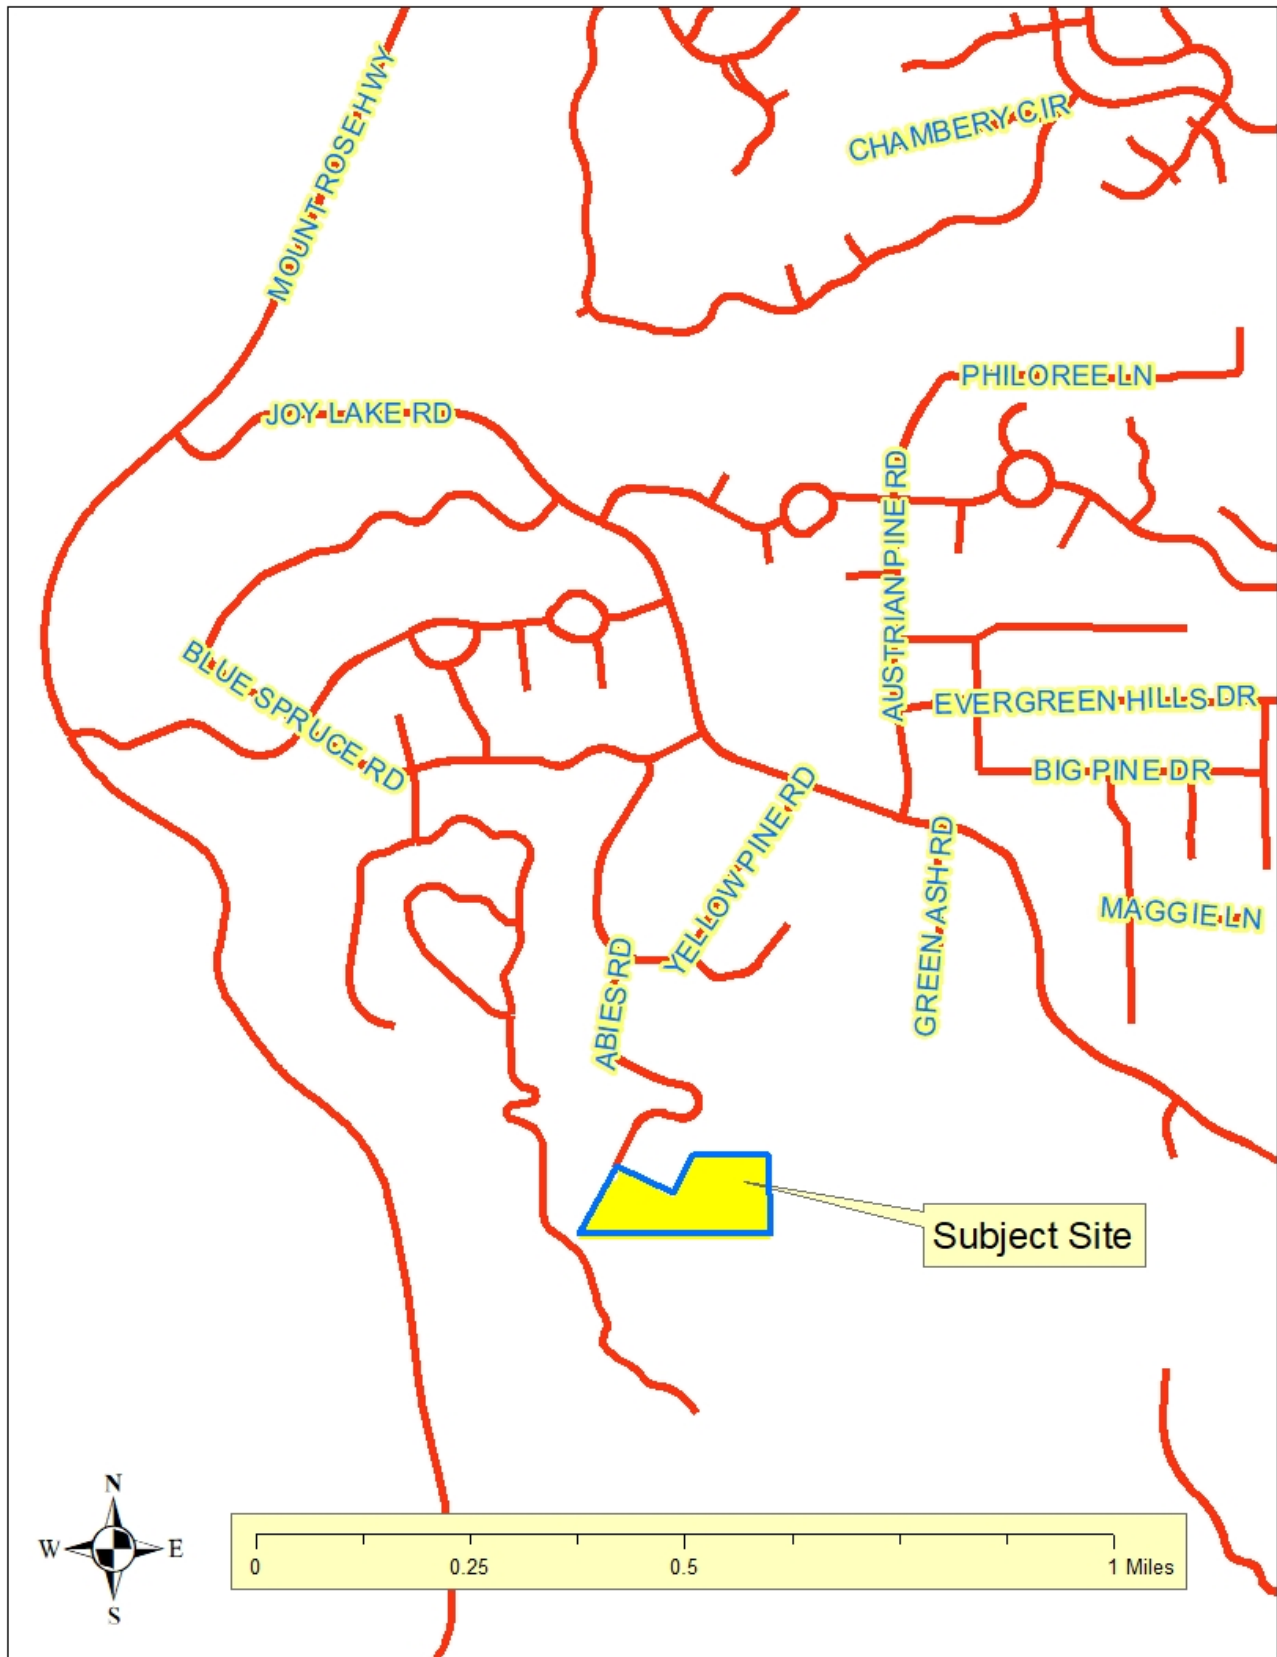 MOUNT ROSE HWY
CHAMBERY CIR
PHILOREE LN
JOY LAKE RD
AUSTRIAN PINE RD
BLUE SPRUCE RD
EVERGREEN HILLS DR
BIG PINE DR
YELLOW PINE RD
GREEN ASH RD
MAGGIE LN
ABIES RD
Subject Site
N
W E
S
0 0.25 0.5 1 Miles